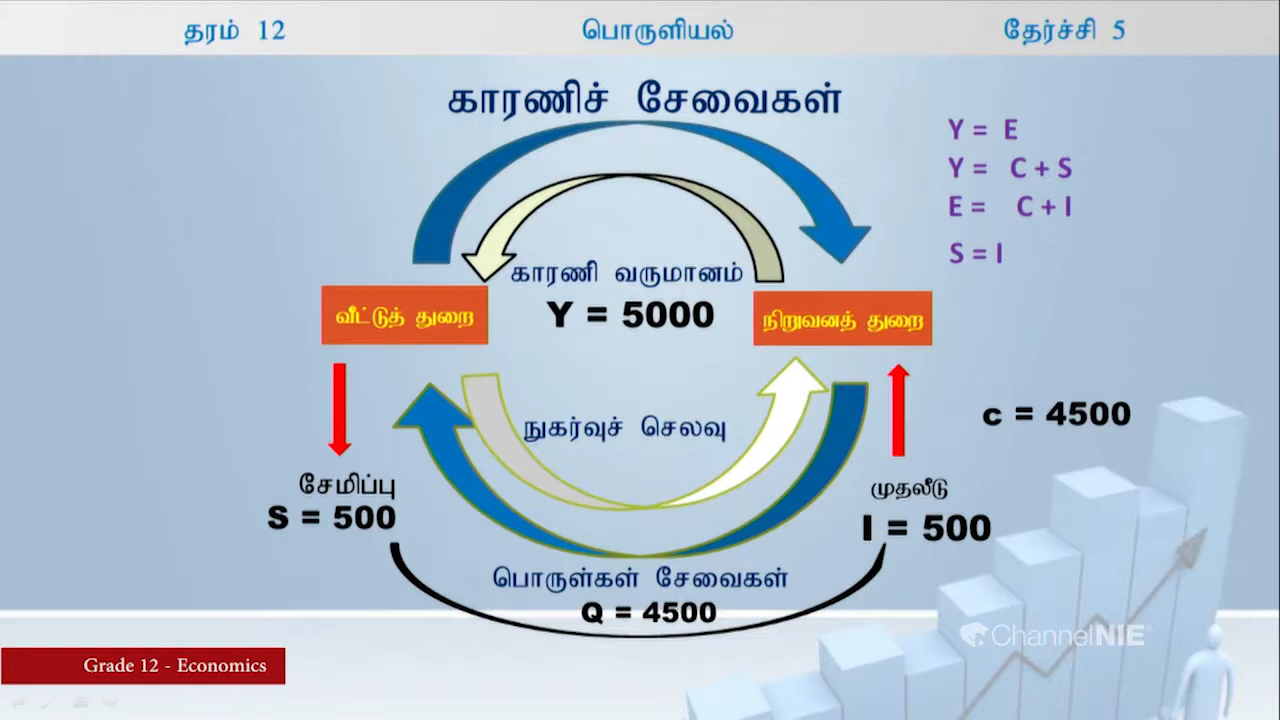 தரம் 12
பொருளியல்
தேர்ச்சி 5
காரணிச் சேவைகள்
Y = E
Y = C + S
E = C + I
S = I
காரணி வருமானம்
Y = 5000
வீட்டுத் துறை
நிறுவனத் துறை
நுகர்வுச் செலவு
c = 4500
சேமிப்பு
S = 500
முதலீடு
I = 500
பொருள்கள் சேவைகள்
Q = 4500
ChannelNIE
Grade 12 - Economics